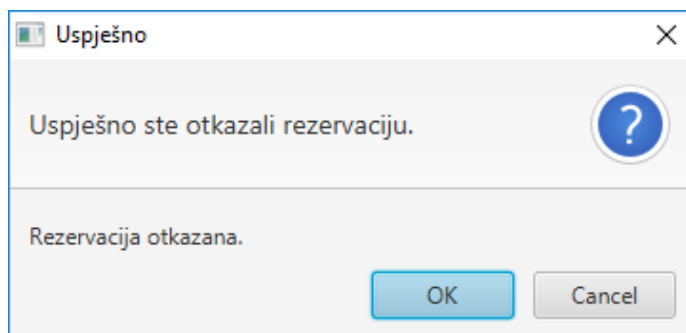 Uspješno
Uspješno ste otkazali rezervaciju.
?
Rezervacija otkazana.
OK Cancel